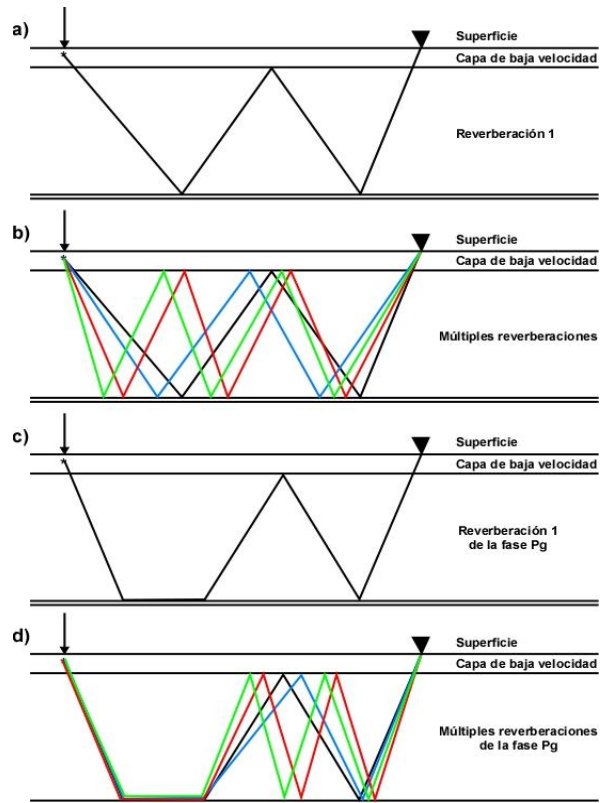 a)
Superficie
Capa de baja velocidad
Reverberación 1
b)
Superficie
Capa de baja velocidad
Múltiples reverberaciones
c)
Superficie
Capa de baja velocidad
Reverberación 1
de la fase Pg
d)
Superficie
Capa de baja velocidad
Múltiples reverberaciones
de la fase Pg